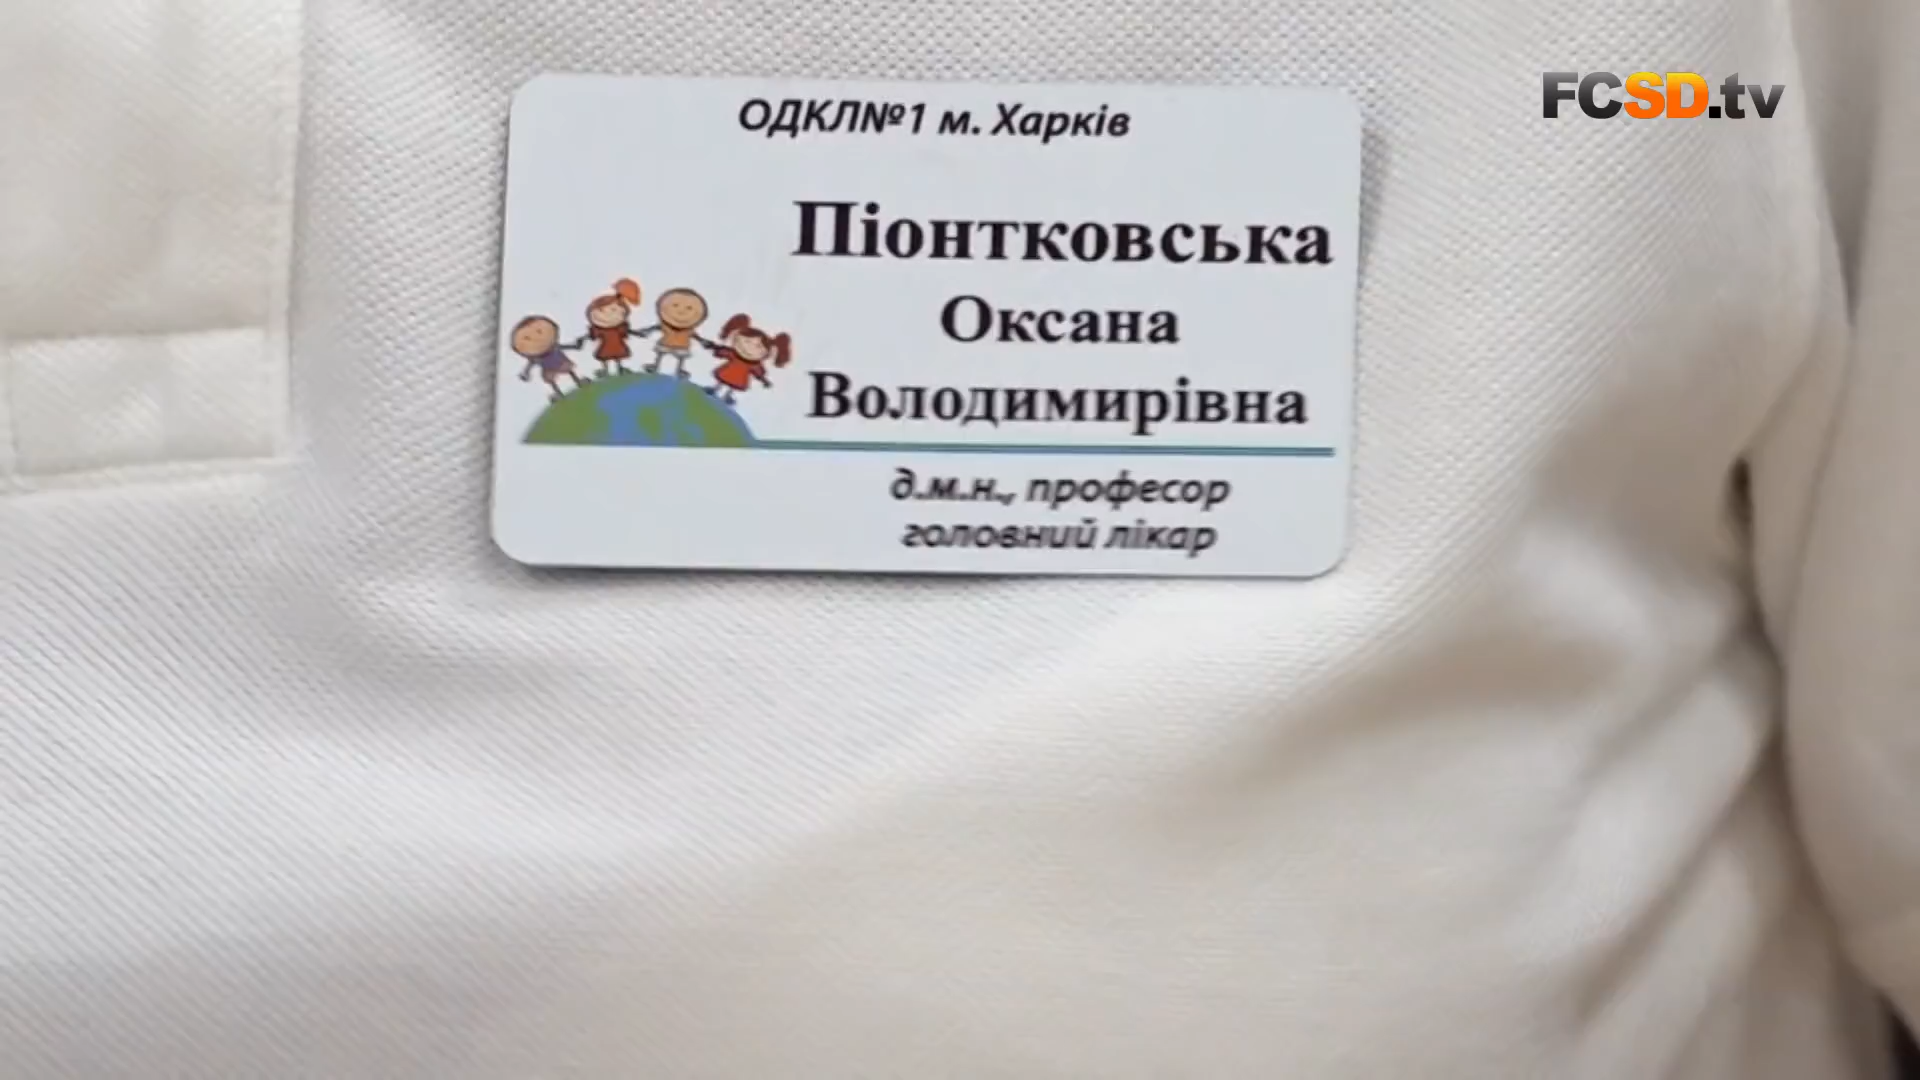 ОДКЛ№1 м. Харків
FCSD.tv
Піонтковська
Оксана
Володимирівна
д.м.н., професор
головний лікар